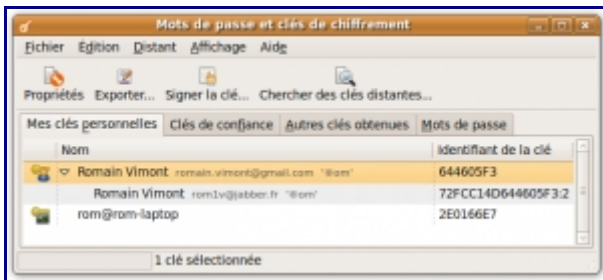 Mots de passe et clés de chiffrement
Fichier Édition Distant Affichage Aide
Propriétés Exporter... Signer la clé... Chercher des clés distantes...
Mes clés personnelles Clés de confiance Autres clés obtenues Mots de passe
Nom Identifiant de la clé
Romain Vimont romain.vimont@gmail.com '®om' 644605F3
Romain Vimont rom1v@jabber.fr '®om' 72FCC14D644605F3:2
rom@rom-laptop 2E0166E7
1 clé sélectionnée